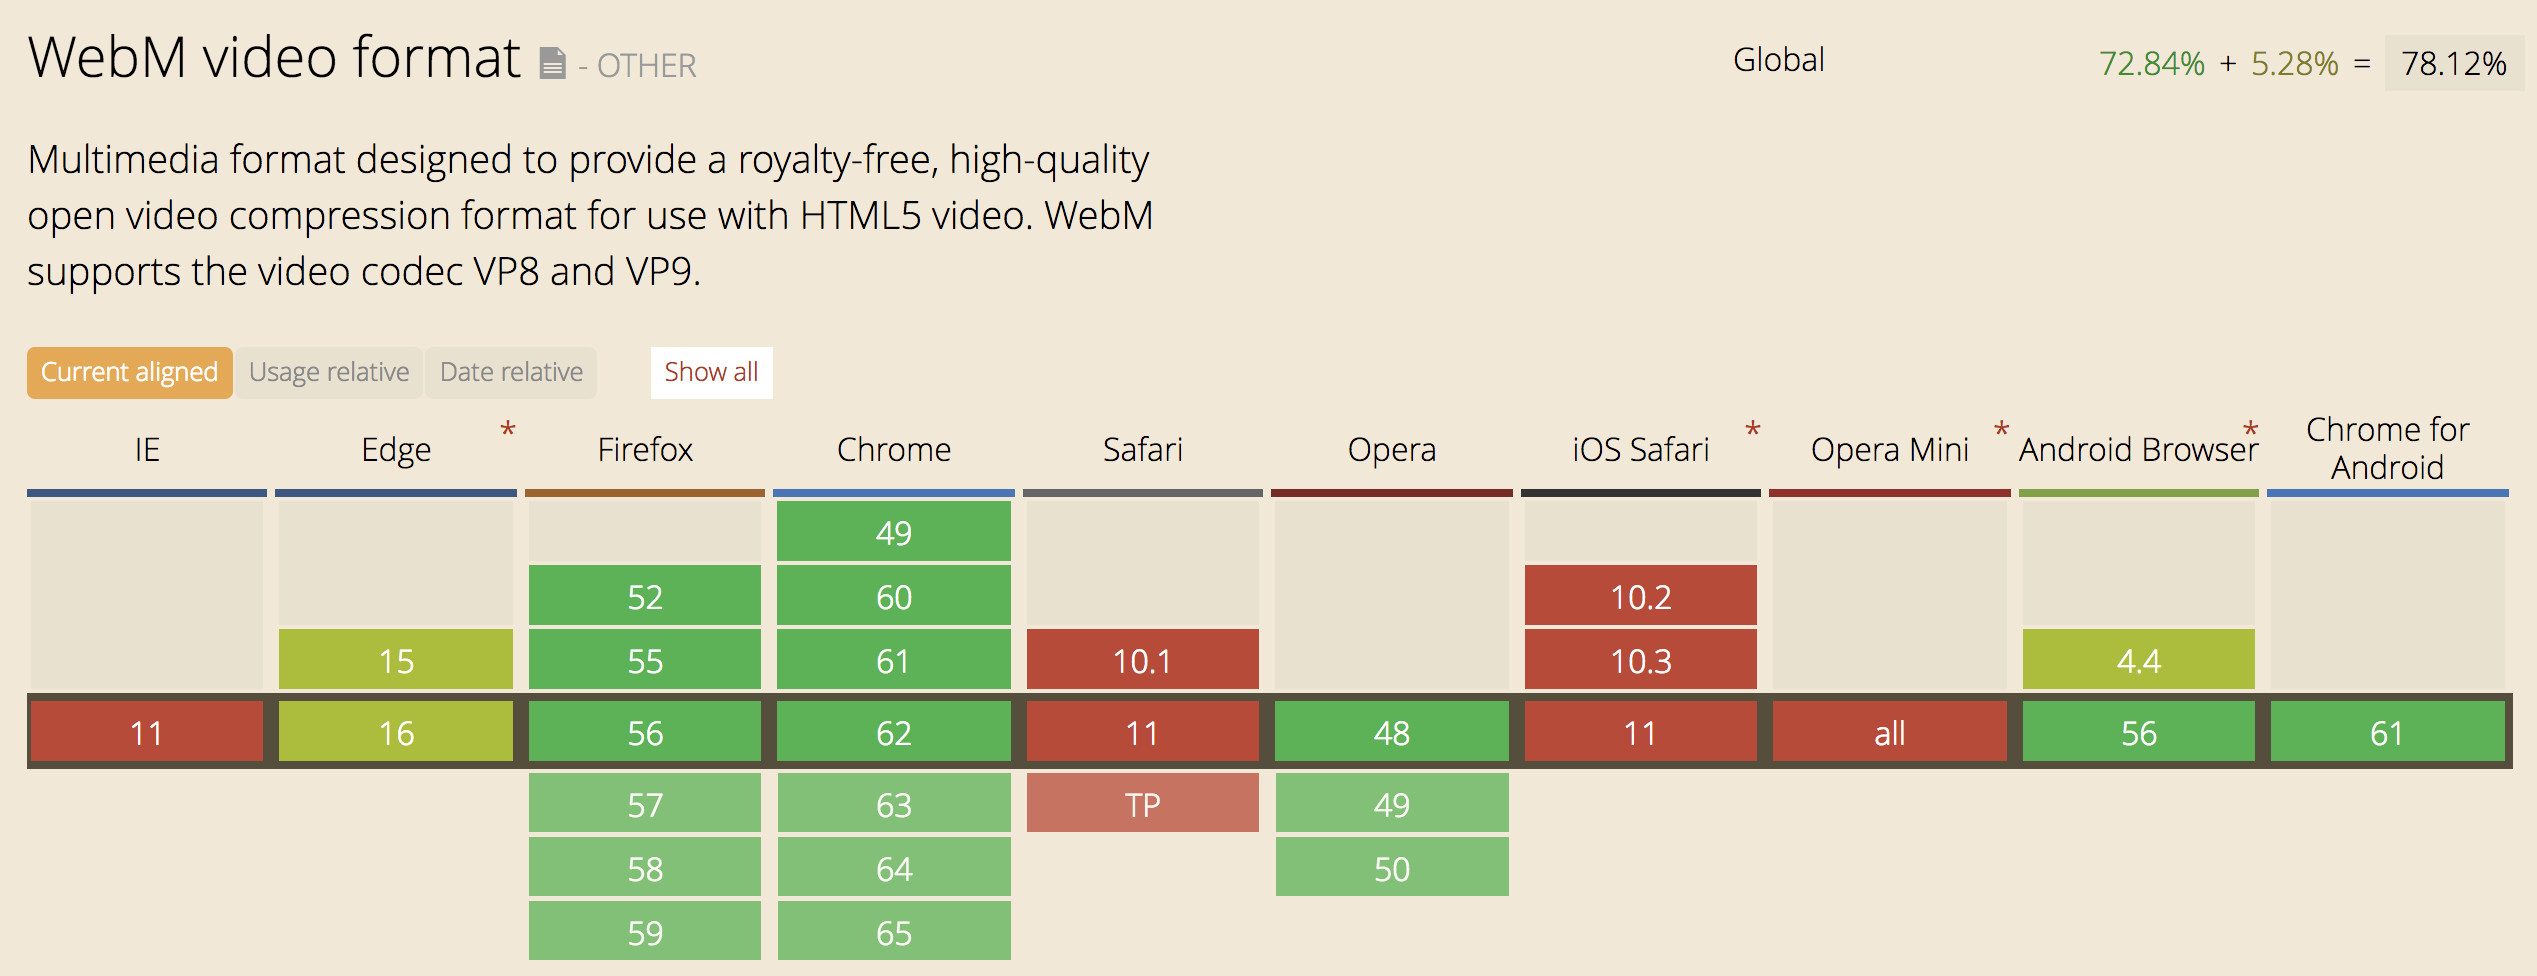 WebM video format - OTHER
Global
72.84% + 5.28% = 78.12%
Multimedia format designed to provide a royalty-free, high-quality
open video compression format for use with HTML5 video. WebM
supports the video codec VP8 and VP9.
Current aligned Usage relative Date relative Show all
IE Edge * Firefox Chrome Safari Opera iOS Safari * Opera Mini * Android Browser * Chrome for
Android
49
52 60 10.2
15 55 61 10.1 10.3 4.4
11 16 56 62 11 48 11 all 56 61
57 63 TP 49
58 64 50
59 65